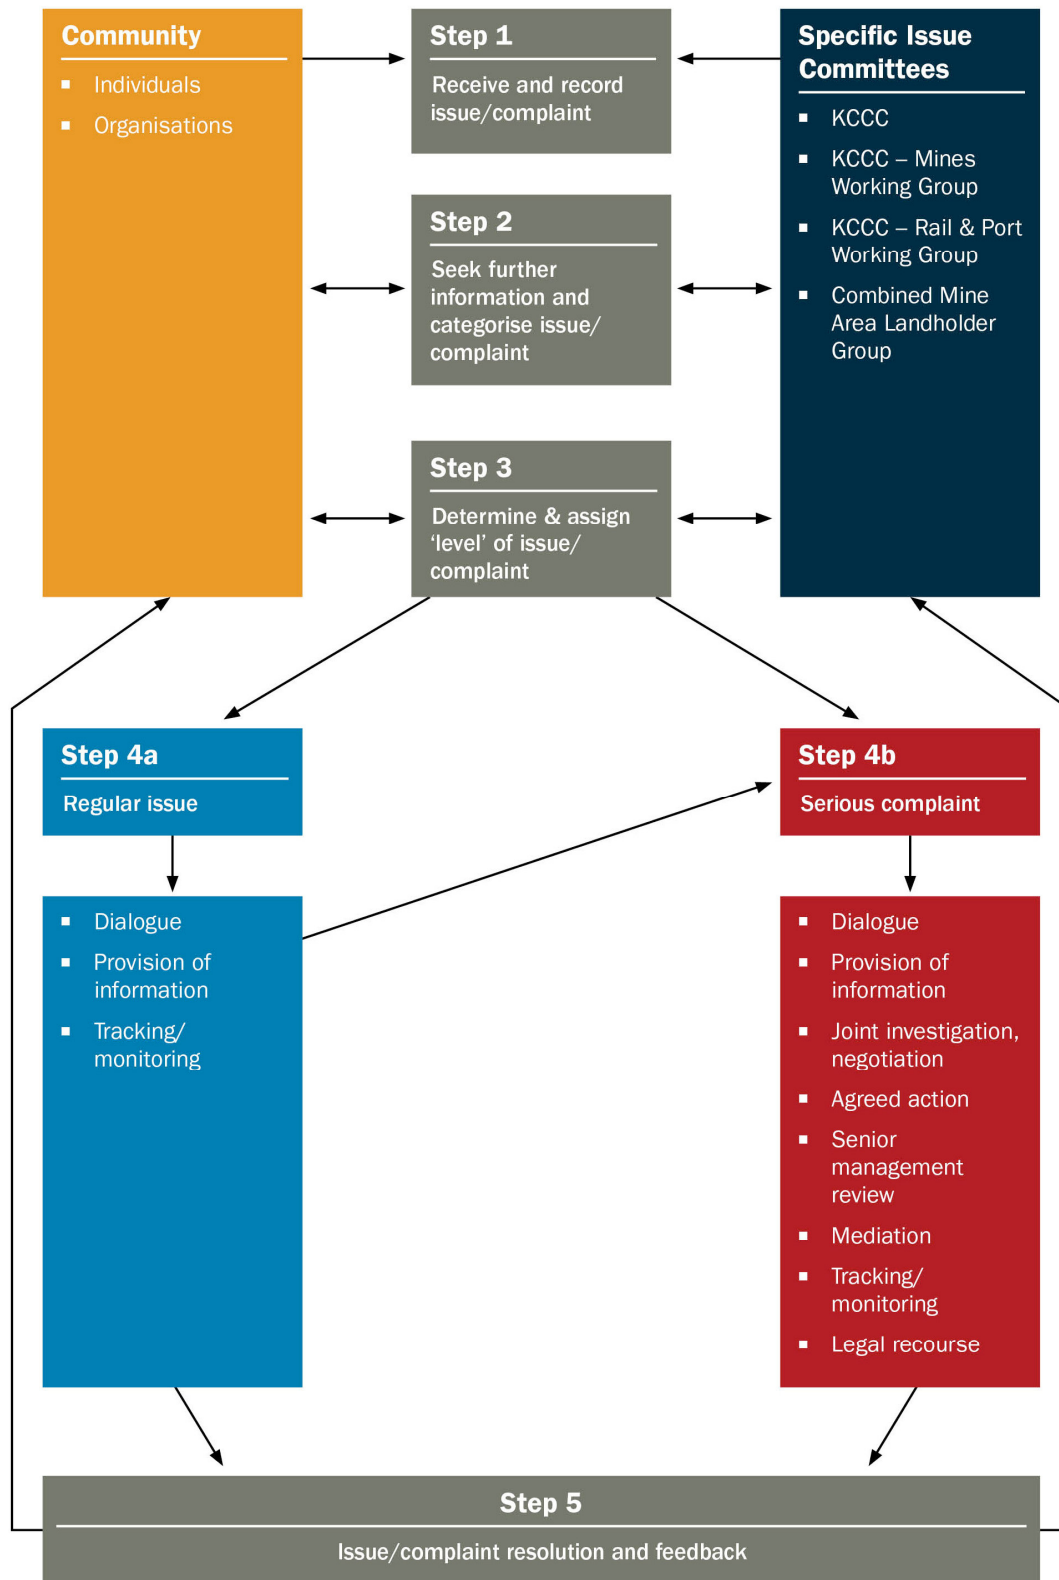 Community
Individuals
Organisations
Step 1
Receive and record
issue/complaint
Specific Issue
Committees
KCCC
KCCC – Mines
Working Group
KCCC – Rail & Port
Working Group
Combined Mine
Area Landholder
Group
Step 2
Seek further
information and
categorise issue/
complaint
Step 3
Determine & assign
‘level’ of issue/
complaint
Step 4a
Regular issue
Dialogue
Provision of
information
Tracking/
monitoring
Step 4b
Serious complaint
Dialogue
Provision of
information
Joint investigation,
negotiation
Agreed action
Senior
management
review
Mediation
Tracking/
monitoring
Legal recourse
Step 5
Issue/complaint resolution and feedback